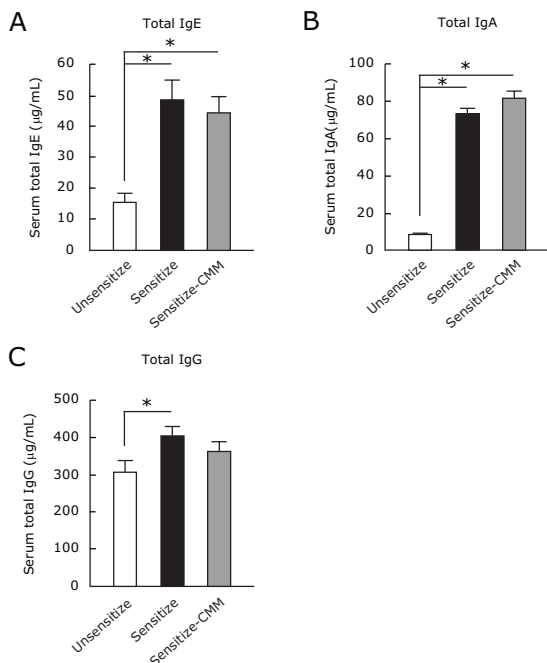 A
Total IgE
Serum total IgE (µg/mL)
60
50
40
30
20
10
0
*
*
Unsensitize
Sensitize
Sensitize-CMM
B
Total IgA
Serum total IgA(µg/mL)
100
80
60
40
20
0
*
*
Unsensitize
Sensitize
Sensitize-CMM
C
Total IgG
Serum total IgG (µg/mL)
500
400
300
200
100
0
*
Unsensitize
Sensitize
Sensitize-CMM